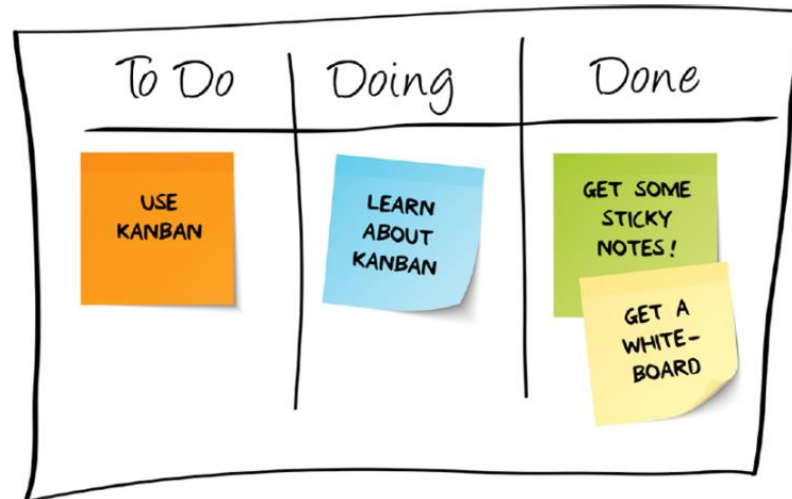 To Do
Doing
Done
USE
KANBAN
LEARN
ABOUT
KANBAN
GET SOME
STICKY
NOTES!
GET A
WHITE-
BOARD